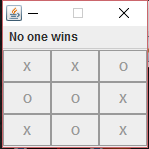 No one wins
X X O
O O X
X O O